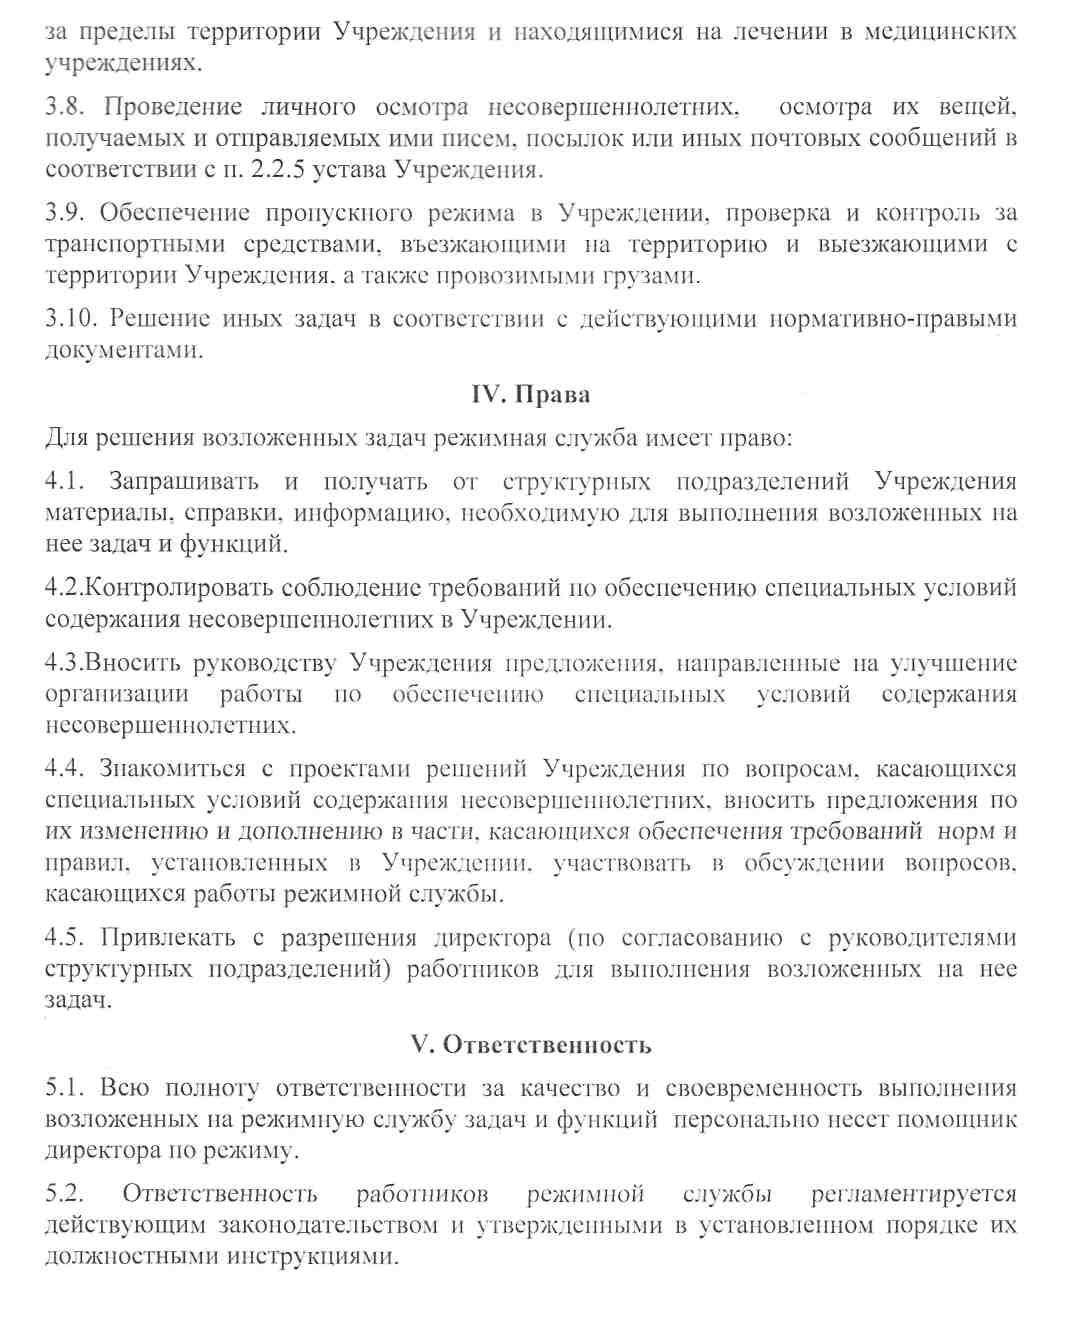 за пределы территории Учреждения и находящимися на лечении в медицинских
учреждениях.
3.8. Проведение личного осмотра несовершеннолетних, осмотра их вещей,
получаемых и отправляемых ими писем, посылок или иных почтовых сообщений в
соответствии с п. 2.2.5 устава Учреждения.
3.9. Обеспечение пропускного режима в Учреждении, проверка и контроль за
транспортными средствами, въезжающими на территорию и выезжающими с
территории Учреждения, а также провозимыми грузами.
3.10. Решение иных задач в соответствии с действующими нормативно-правыми
документами.
IV. Права
Для решения возложенных задач режимная служба имеет право:
4.1. Запрашивать и получать от структурных подразделений Учреждения
материалы, справки, информацию, необходимую для выполнения возложенных на
нее задач и функций.
4.2.Контролировать соблюдение требований по обеспечению специальных условий
содержания несовершеннолетних в Учреждении.
4.3.Вносить руководству Учреждения предложения, направленные на улучшение
организации работы по обеспечению специальных условий содержания
несовершеннолетних.
4.4. Знакомиться с проектами решений Учреждения по вопросам, касающихся
специальных условий содержания несовершеннолетних, вносить предложения по
их изменению и дополнению в части, касающихся обеспечения требований норм и
правил, установленных в Учреждении, участвовать в обсуждении вопросов,
касающихся работы режимной службы.
4.5. Привлекать с разрешения директора (по согласованию с руководителями
структурных подразделений) работников для выполнения возложенных на нее
задач.
V. Ответственность
5.1. Всю полноту ответственности за качество и своевременность выполнения
возложенных на режимную службу задач и функций персонально несет помощник
директора по режиму.
5.2. Ответственность работников режимной службы регламентируется
действующим законодательством и утвержденными в установленном порядке их
должностными инструкциями.